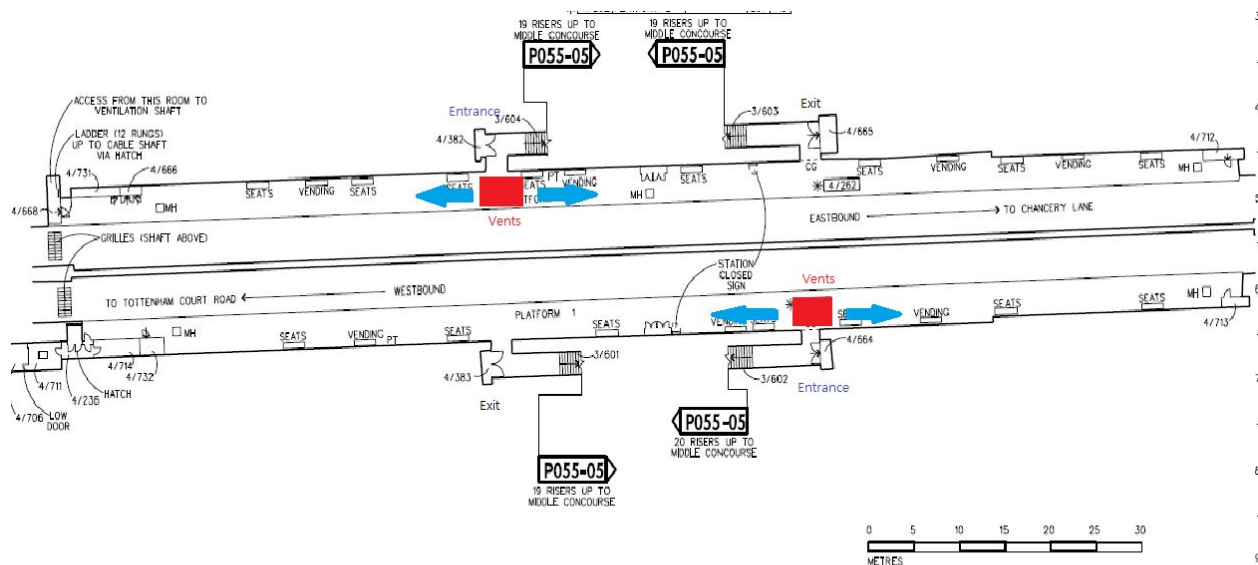 19 RISERS UP TO
MIDDLE CONCOURSE
P055-05
19 RISERS UP TO
MIDDLE CONCOURSE
P055-05
ACCESS FROM THIS ROOM TO
VENTILATION SHAFT
LADDER (12 RUNGS)
UP TO CABLE SHAFT
VIA HATCH
4/731
4/666
4/668
MH
GRILLES (SHAFT ABOVE)
Entrance
3/604
4/382
Exit
3/603
4/665
4/712
SEATS
VENDING
SEATS
SEATS
SEATS
PT
VENDING
MH
SEATS
CG
4/262
SEATS
VENDING
SEATS
VENDING
SEATS
MH
Vents
EASTBOUND
TO CHANCERY LANE
STATION
CLOSED
SIGN
Vents
TO TOTTENHAM COURT ROAD
WESTBOUND
PLATFORM 1
MH
SEATS
VENDING
PT
SEATS
SEATS
VENDING
SEATS
VENDING
SEATS
SEATS
MH
4/713
4/714
4/732
4/711
4/236
HATCH
4/706
LOW
DOOR
4/383
3/601
Exit
3/602
4/664
Entrance
P055-05
20 RISERS UP TO
MIDDLE CONCOURSE
P055-05
19 RISERS UP TO
MIDDLE CONCOURSE
0 5 10 15 20 25 30
METRES